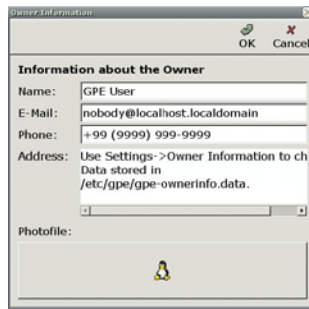 Owner Information
OK Cancel
Information about the Owner
Name: GPE User
E-Mail: nobody@localhost.localdomain
Phone: +99 (9999) 999-9999
Address: Use Settings->Owner Information to ch
Data stored in
/etc/gpe/gpe-ownerinfo.data.
Photofile: